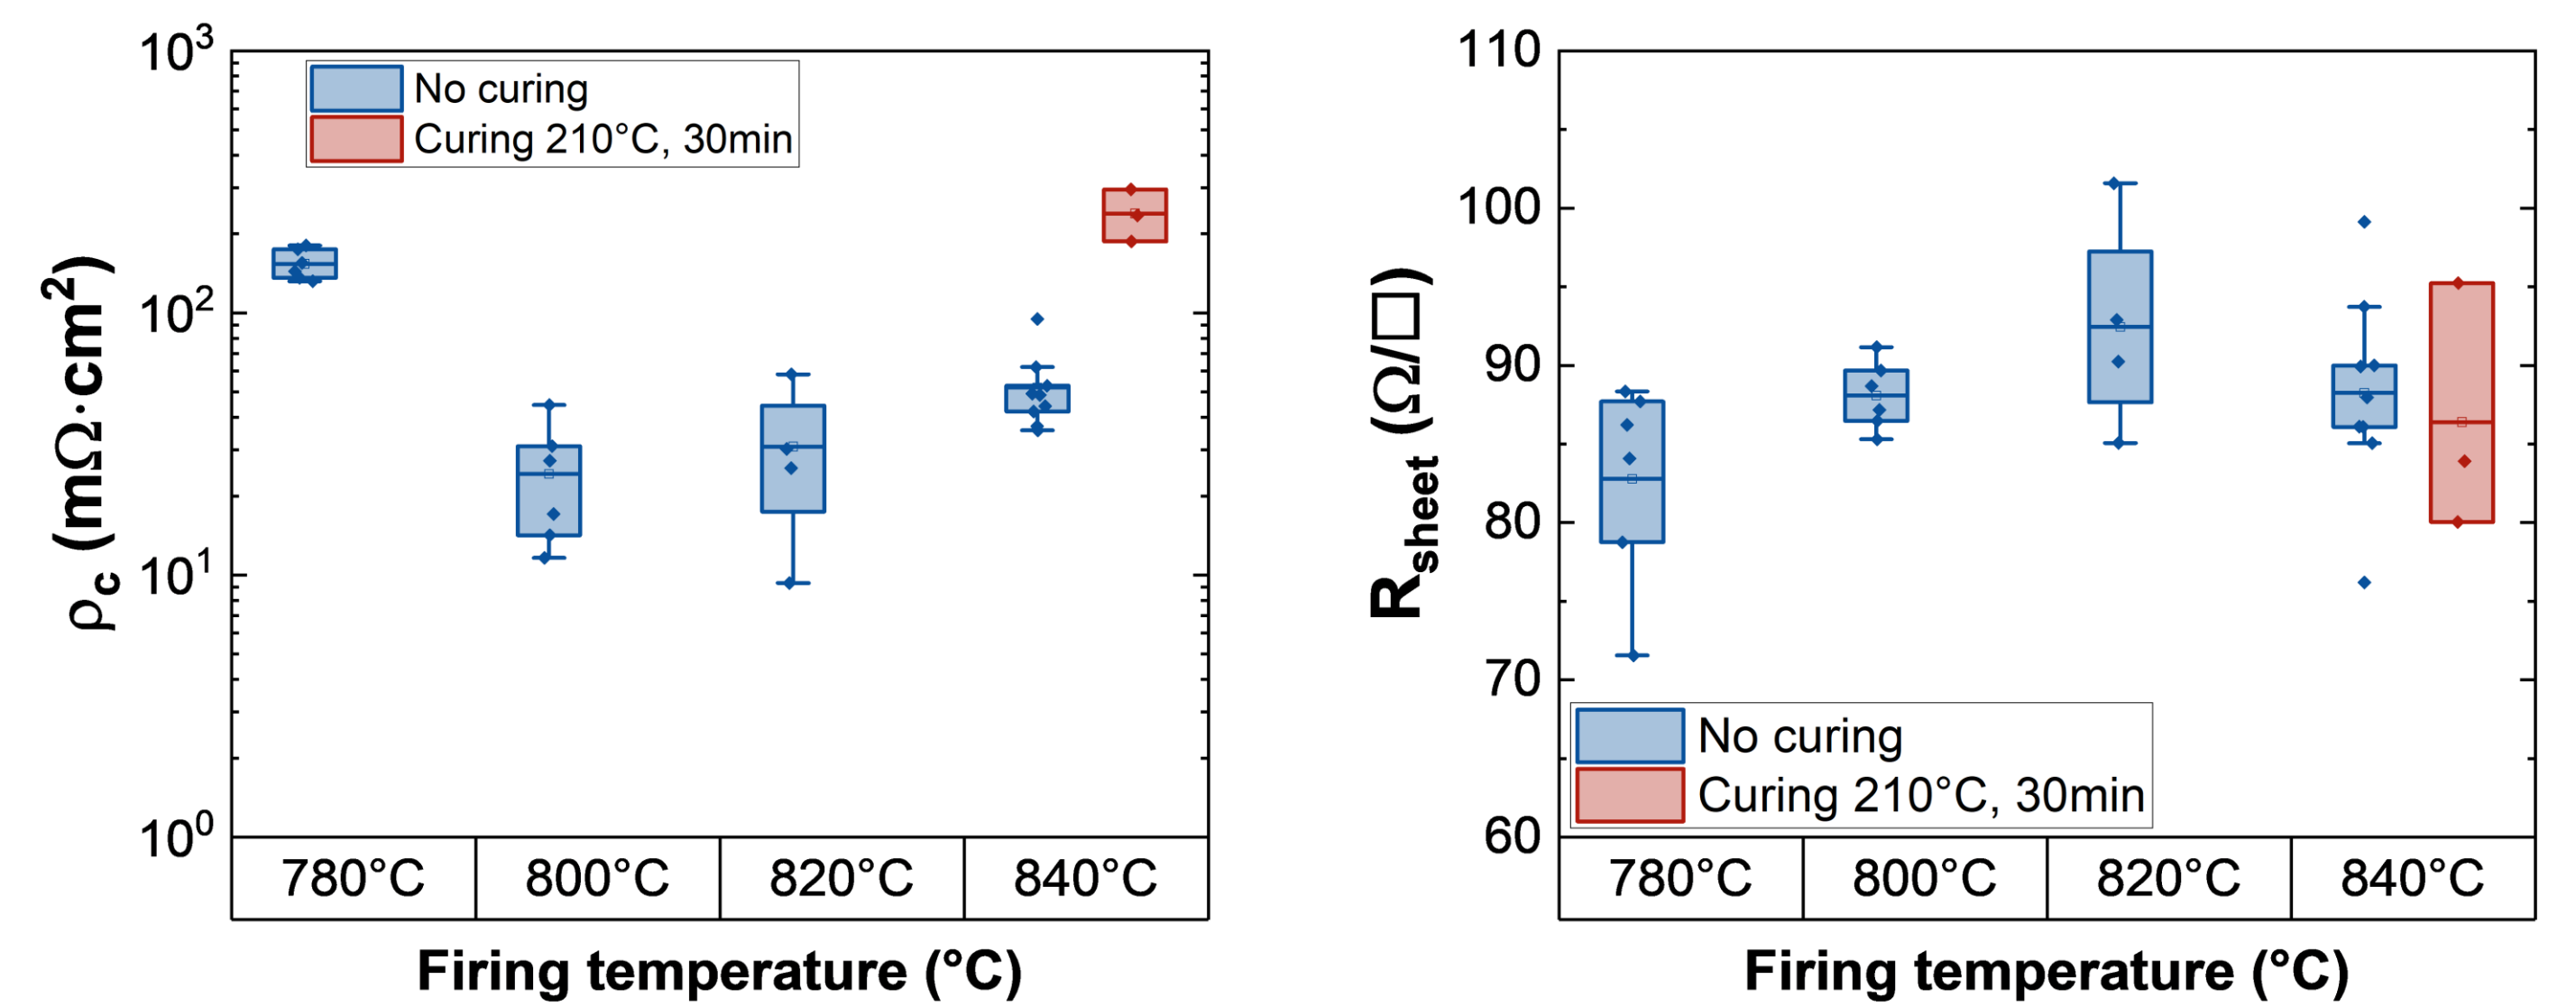 10³
No curing
Curing 210°C, 30min
10²
10¹
10⁰
ρc (mΩ·cm²)
780°C 800°C 820°C 840°C
Firing temperature (°C)
110
100
90
80
70
60
Rsheet (Ω/□)
No curing
Curing 210°C, 30min
780°C 800°C 820°C 840°C
Firing temperature (°C)